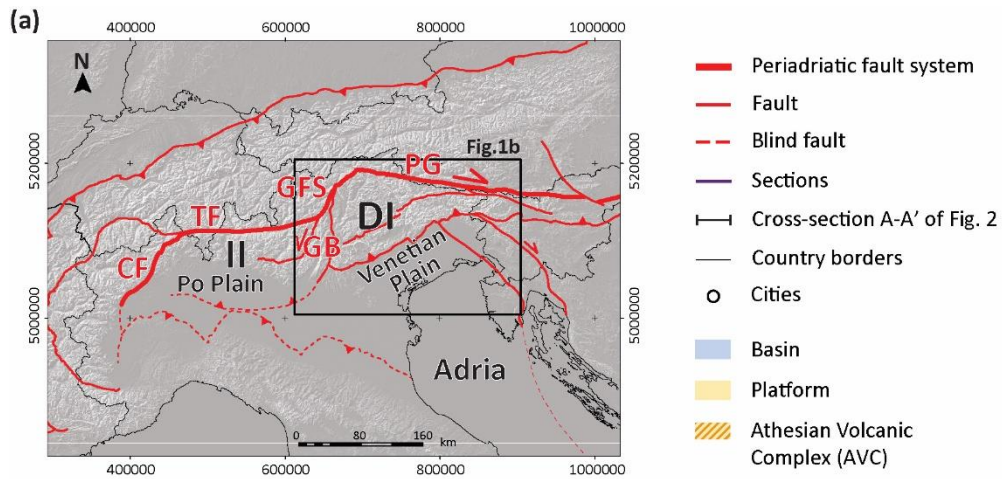 (a)
400000 600000 800000 1000000
N
Fig.1b
5200000
5200000
PG
GFS
TF
DI
GB
CF
II
Venetian
Plain
Po Plain
5000000
5000000
Adria
0 40 80 160
km
400000 600000 800000 1000000
Periadriatic fault system
Fault
Blind fault
Sections
Cross-section A-A’ of Fig. 2
Country borders
Cities
Basin
Platform
Athesian Volcanic
Complex (AVC)